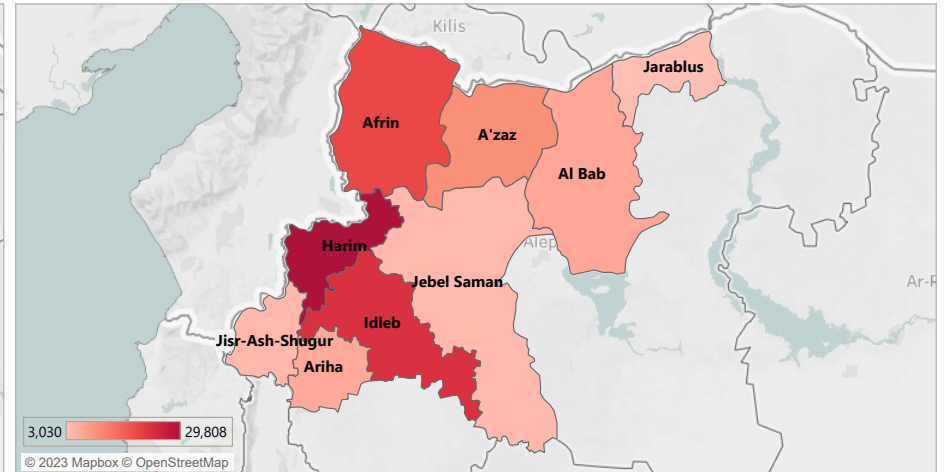 Kilis
Jarablus
Afrin
A'zaz
Al Bab
Harim
Alep
Jebel Saman
Ar-R
Idleb
Jisr-Ash-Shugur
Ariha
3,030
29,808
© 2023 Mapbox © OpenStreetMap